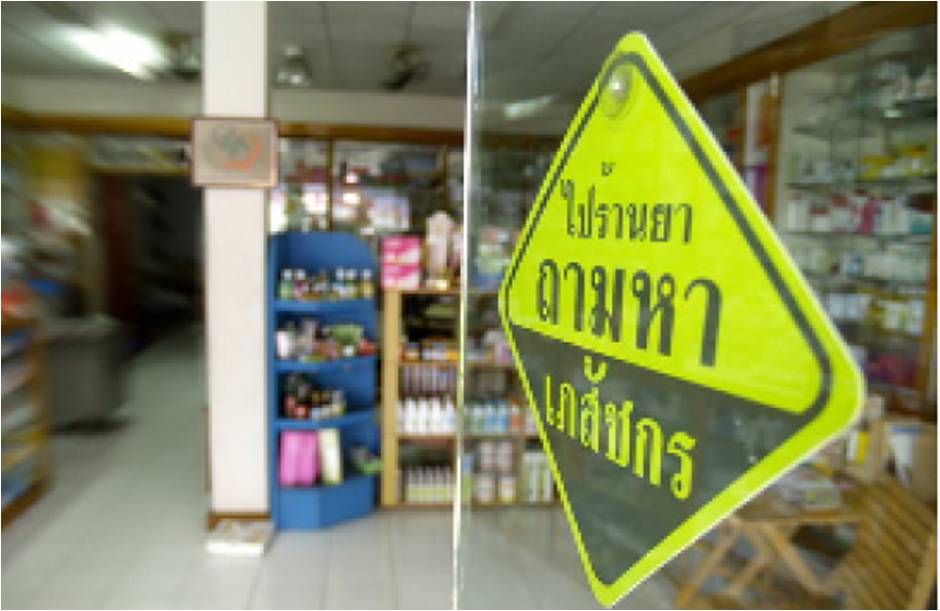 ไปร้านยา
ถามหา
เภสัชกร